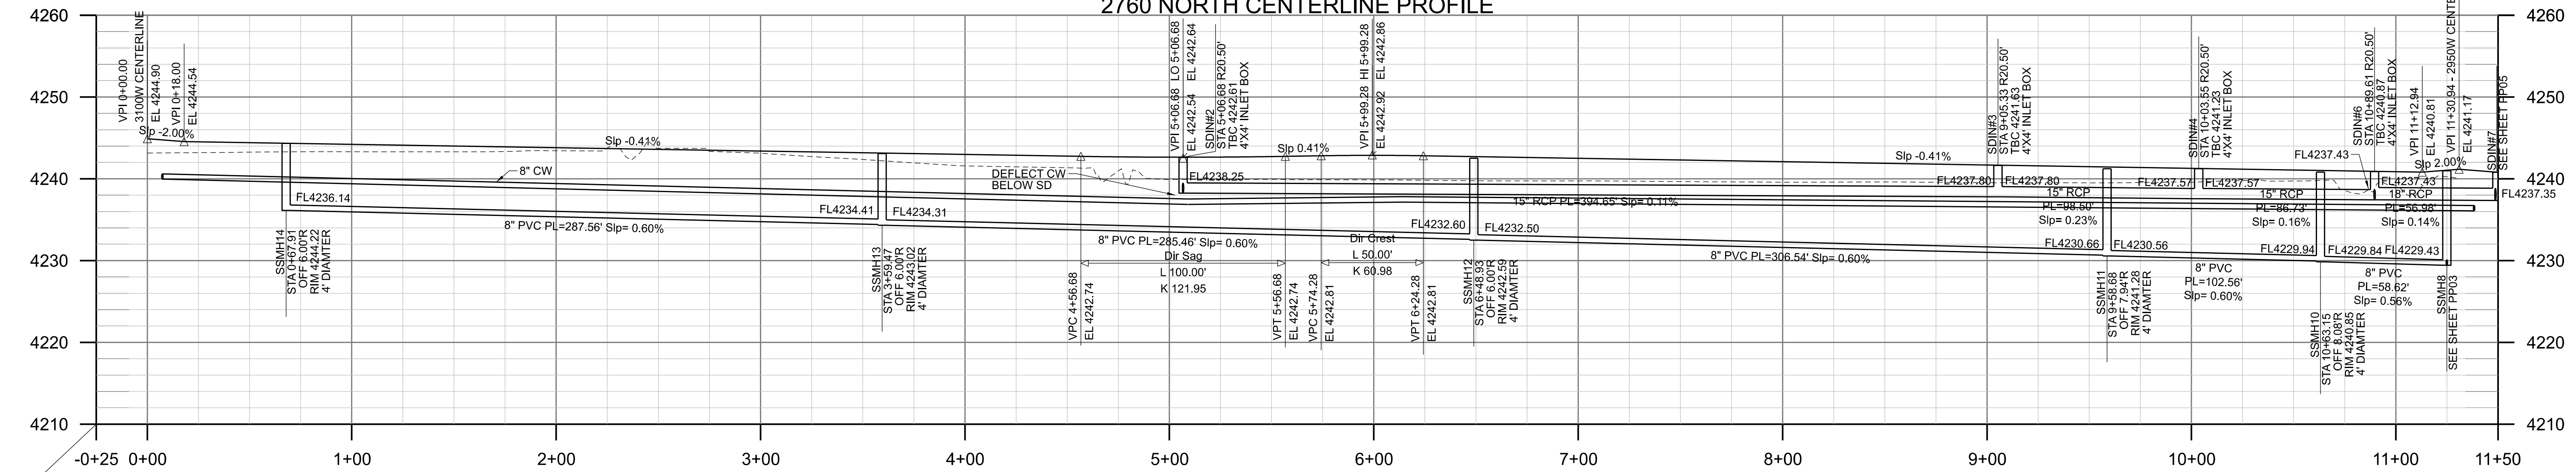 2760 NORTH CENTERLINE PROFILE
4260
4250
4240
4230
4220
4210
4260
4250
4240
4230
4220
4210
VPI 0+00.00
3100W CENTERLINE
EL 4244.90
VPI 0+18.00
EL 4244.54
Slp -2.00%
Slp -0.41%
8" CW
FL4236.14
SSMH14
STA 0+67.91
OFF 6.00'R
RIM 4244.22
4' DIAMTER
8" PVC PL=287.56' Slp= 0.60%
FL4234.41
FL4234.31
SSMH13
STA 3+59.47
OFF 6.00'R
RIM 4243.02
4' DIAMTER
DEFLECT CW
BELOW SD
VPI 5+06.68 LO 5+06.68
EL 4242.54 EL 4242.64
SDIN#2
STA 5+06.68 R20.50'
TBC 4242.61
4'X4' INLET BOX
FL4238.25
8" PVC PL=285.46' Slp= 0.60%
Dir Sag
L 100.00'
K 121.95
VPC 4+56.68
EL 4242.74
VPT 5+56.68
EL 4242.74
Slp 0.41%
VPI 5+99.28 HI 5+99.28
EL 4242.92 EL 4242.86
Dir Crest
L 50.00'
K 60.98
VPC 5+74.28
EL 4242.81
VPT 6+24.28
EL 4242.81
FL4232.60
FL4232.50
SSMH12
STA 6+48.93
OFF 6.00'R
RIM 4242.59
4' DIAMTER
15" RCP PL=394.65' Slp= 0.11%
8" PVC PL=306.54' Slp= 0.60%
Slp -0.41%
SDIN#3
STA 9+05.33 R20.50'
TBC 4241.63
4'X4' INLET BOX
FL4237.80
FL4237.80
15" RCP
PL=98.50'
Slp= 0.23%
FL4230.66
FL4230.56
SSMH11
STA 9+58.68
OFF 7.94'R
RIM 4241.28
4' DIAMTER
SDIN#4
STA 10+03.55 R20.50'
TBC 4241.23
4'X4' INLET BOX
FL4237.57
FL4237.57
8" PVC
PL=102.56'
Slp= 0.60%
15" RCP
PL=86.73'
Slp= 0.16%
FL4229.94
FL4229.84
SSMH10
STA 10+63.15
OFF 8.08'R
RIM 4240.85
4' DIAMTER
FL4237.43
SDIN#6
STA 10+89.61 R20.50'
TBC 4240.87
4'X4' INLET BOX
FL4237.43
18" RCP
PL=56.98'
Slp= 0.14%
8" PVC
PL=58.62'
Slp= 0.56%
FL4229.43
VPI 11+12.94
EL 4240.81
Slp 2.00%
VPI 11+30.94 - 2950W CENTE
EL 4241.17
SSMH8
SEE SHEET PP03
SDIN#7
SEE SHEET PP05
FL4237.35
-0+25
0+00
1+00
2+00
3+00
4+00
5+00
6+00
7+00
8+00
9+00
10+00
11+00
11+50